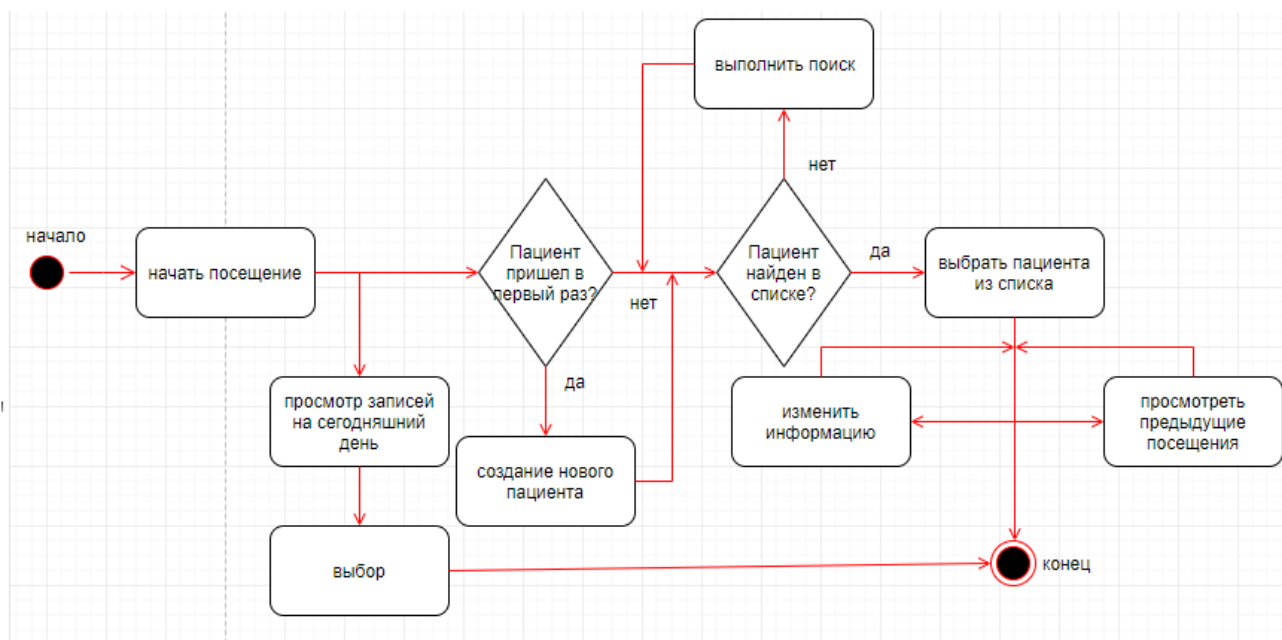 выполнить поиск
нет
начало
начать посещение
Пациент
пришел в
первый раз?
нет
Пациент
найден в
списке?
да
выбрать пациента
из списка
да
просмотр записей
на сегодняшний
день
изменить
информацию
просмотреть
предыдущие
посещения
создание нового
пациента
выбор
конец